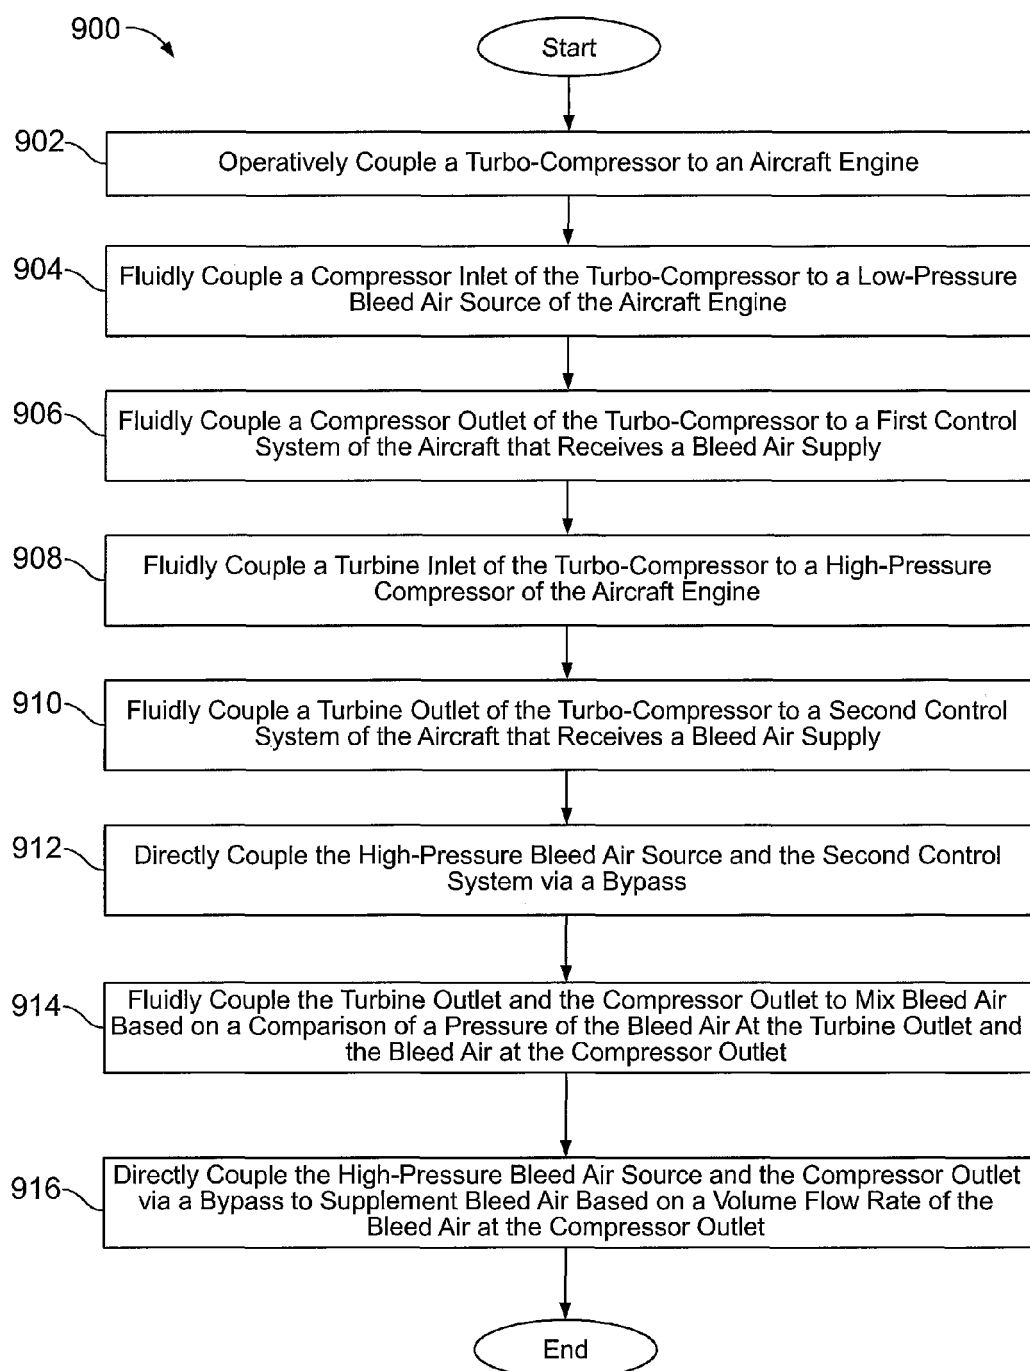 900
Start
902
Operatively Couple a Turbo-Compressor to an Aircraft Engine
904
Fluidly Couple a Compressor Inlet of the Turbo-Compressor to a Low-Pressure
Bleed Air Source of the Aircraft Engine
906
Fluidly Couple a Compressor Outlet of the Turbo-Compressor to a First Control
System of the Aircraft that Receives a Bleed Air Supply
908
Fluidly Couple a Turbine Inlet of the Turbo-Compressor to a High-Pressure
Compressor of the Aircraft Engine
910
Fluidly Couple a Turbine Outlet of the Turbo-Compressor to a Second Control
System of the Aircraft that Receives a Bleed Air Supply
912
Directly Couple the High-Pressure Bleed Air Source and the Second Control
System via a Bypass
914
Fluidly Couple the Turbine Outlet and the Compressor Outlet to Mix Bleed Air
Based on a Comparison of a Pressure of the Bleed Air At the Turbine Outlet and
the Bleed Air at the Compressor Outlet
916
Directly Couple the High-Pressure Bleed Air Source and the Compressor Outlet
via a Bypass to Supplement Bleed Air Based on a Volume Flow Rate of the
Bleed Air at the Compressor Outlet
End